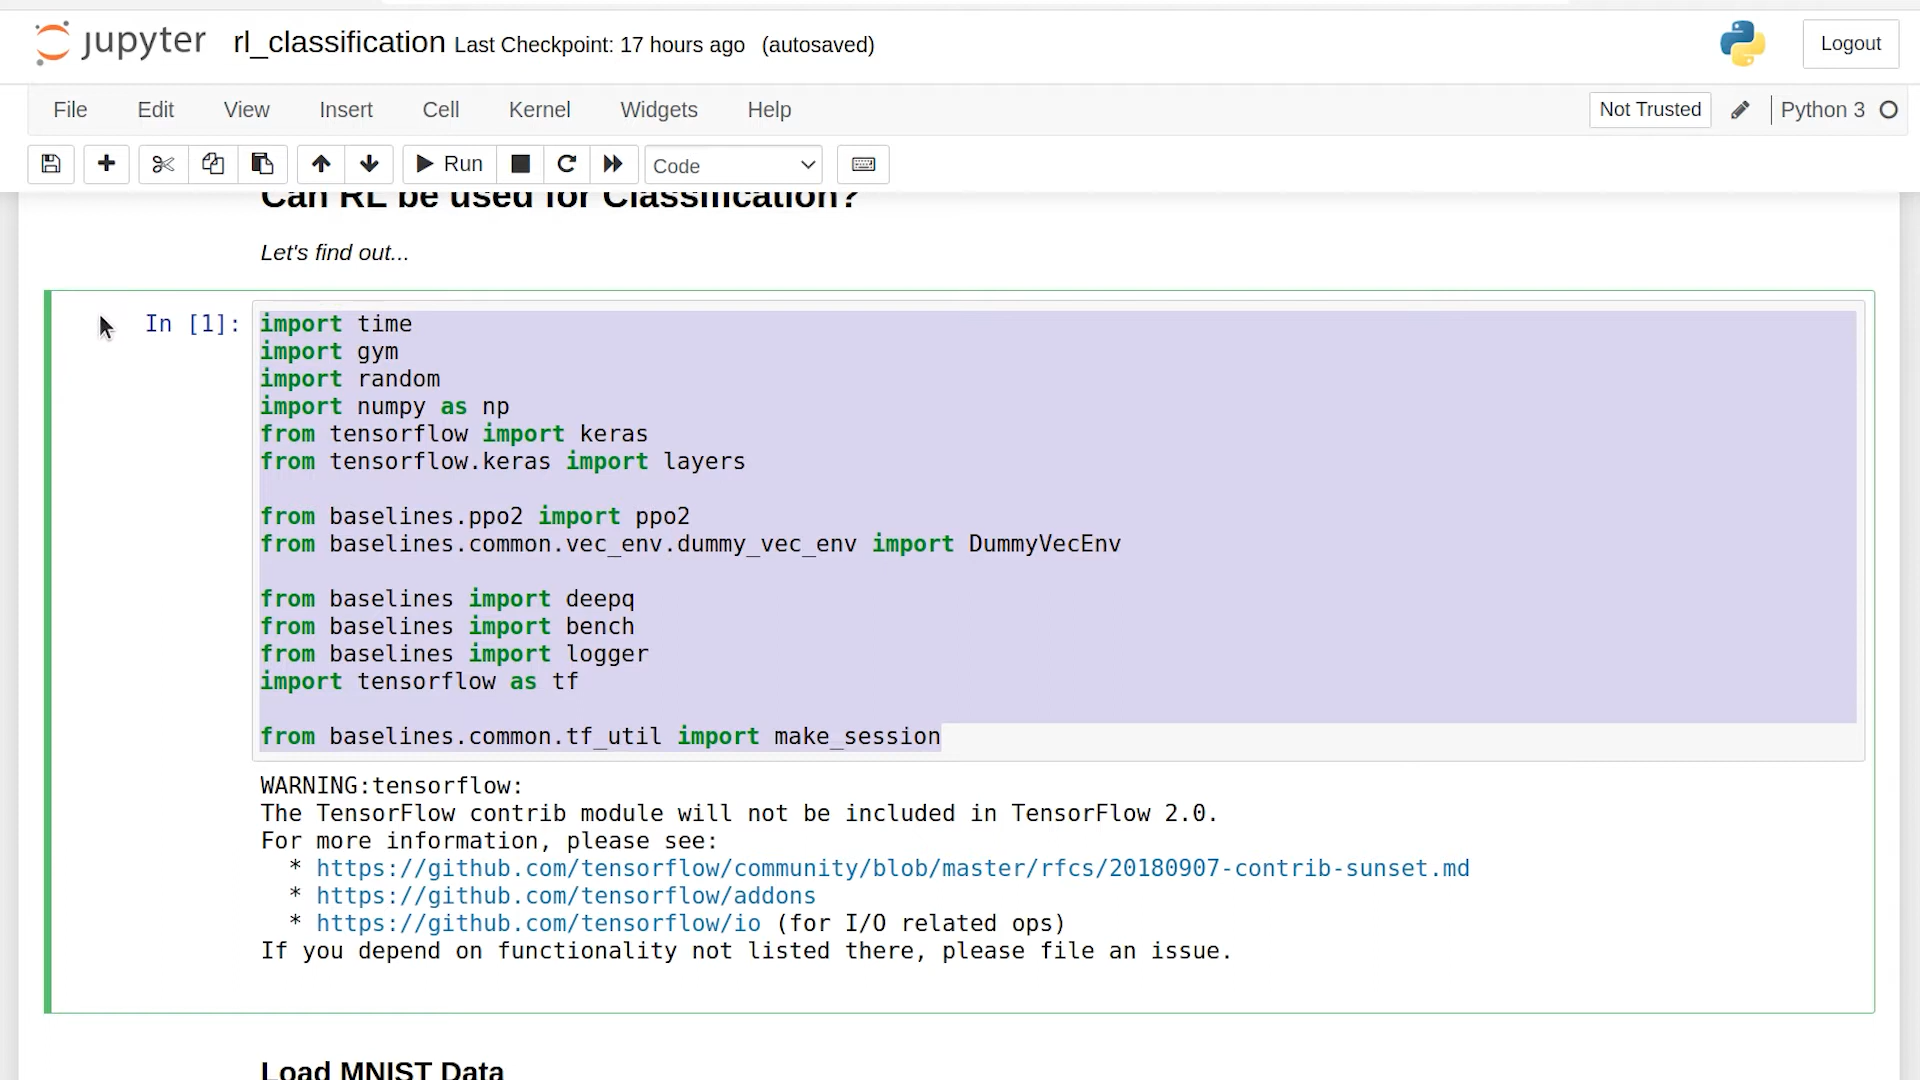 jupyter rl_classification Last Checkpoint: 17 hours ago (autosaved) Logout
File Edit View Insert Cell Kernel Widgets Help Not Trusted Python 3
Run Code
Can RL be used for Classification?
Let's find out...
In [1]:
import time
import gym
import random
import numpy as np
from tensorflow import keras
from tensorflow.keras import layers
from baselines.ppo2 import ppo2
from baselines.common.vec_env.dummy_vec_env import DummyVecEnv
from baselines import deepq
from baselines import bench
from baselines import logger
import tensorflow as tf
from baselines.common.tf_util import make_session
WARNING:tensorflow:
The TensorFlow contrib module will not be included in TensorFlow 2.0.
For more information, please see:
* https://github.com/tensorflow/community/blob/master/rfcs/20180907-contrib-sunset.md
* https://github.com/tensorflow/addons
* https://github.com/tensorflow/io (for I/O related ops)
If you depend on functionality not listed there, please file an issue.
Load MNIST Data